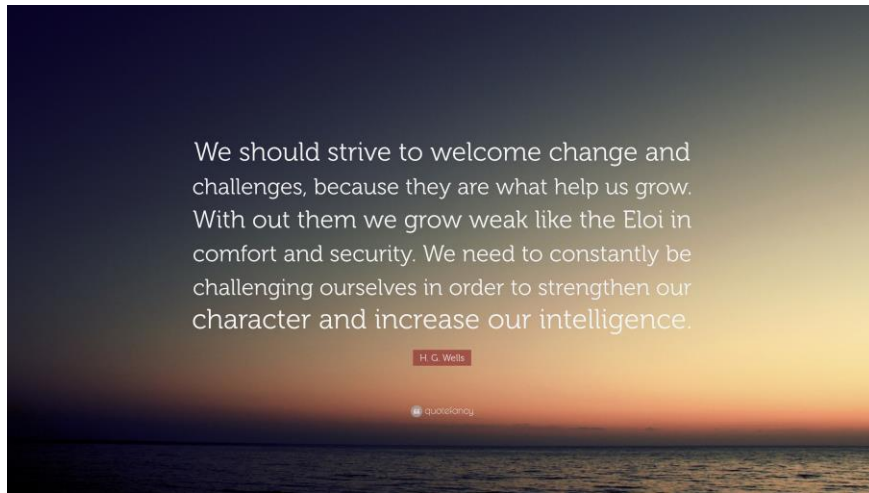 We should strive to welcome change and
challenges, because they are what help us grow.
With out them we grow weak like the Eloi in
comfort and security. We need to constantly be
challenging ourselves in order to strengthen our
character and increase our intelligence.
H. G. Wells
quotefancy